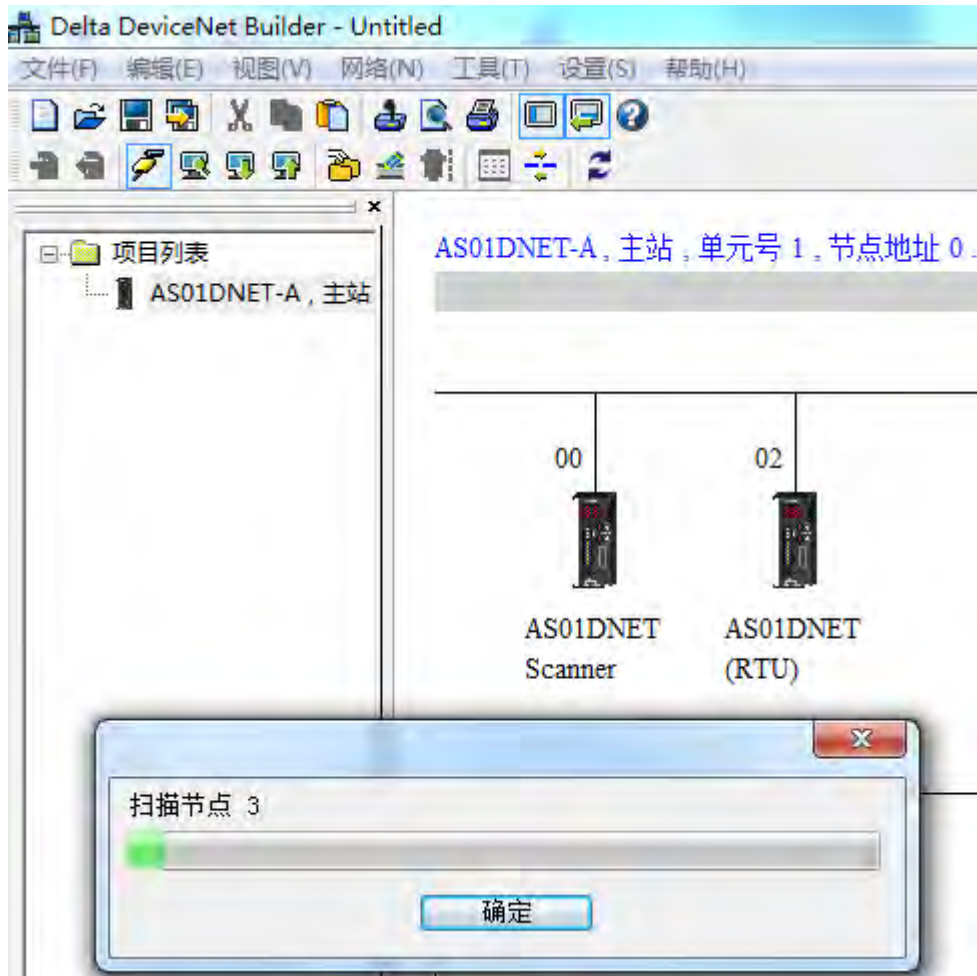 Delta DeviceNet Builder - Untitled
文件(F) 编辑(E) 视图(V) 网络(N) 工具(T) 设置(S) 帮助(H)
项目列表
AS01DNET-A , 主站
AS01DNET-A , 主站 , 单元号 1 , 节点地址 0 .
00
02
AS01DNET
Scanner
AS01DNET
(RTU)
扫描节点 3
确定